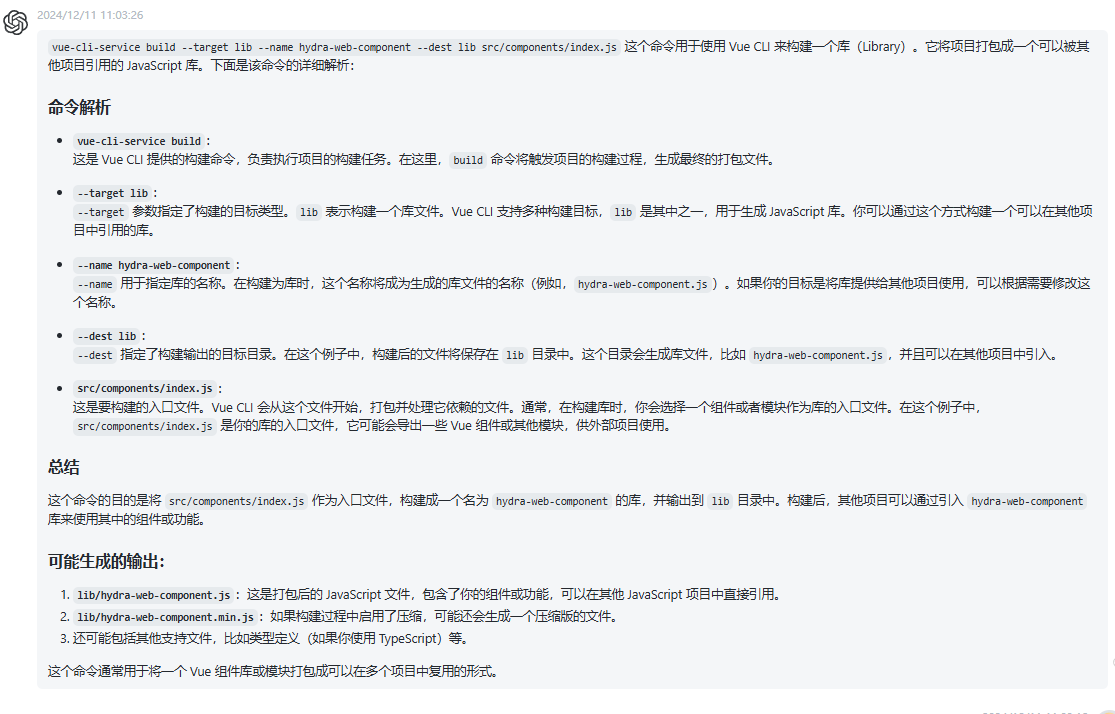 2024/12/11 11:03:26
vue-cli-service build --target lib --name hydra-web-component --dest lib src/components/index.js 这个命令用于使用 Vue CLI 来构建一个库（Library）。它将项目打包成一个可以被其
他项目引用的 JavaScript 库。下面是该命令的详细解析：
命令解析
• vue-cli-service build：
这是 Vue CLI 提供的构建命令，负责执行项目的构建任务。在这里，build 命令将触发项目的构建过程，生成最终的打包文件。
• --target lib：
--target 参数指定了构建的目标类型。lib 表示构建一个库文件。Vue CLI 支持多种构建目标，lib 是其中之一，用于生成 JavaScript 库。你可以通过这个方式构建一个可以在其他项
目中引用的库。
• --name hydra-web-component：
--name 用于指定库的名称。在构建为库时，这个名称将成为生成的库文件的名称（例如，hydra-web-component.js）。如果你的目标是将库提供给其他项目使用，可以根据需要修改这
个名称。
• --dest lib：
--dest 指定了构建输出的目标目录。在这个例子中，构建后的文件将保存在 lib 目录中。这个目录会生成库文件，比如 hydra-web-component.js，并且可以在其他项目中引入。
• src/components/index.js：
这是要构建的入口文件。Vue CLI 会从这个文件开始，打包并处理它依赖的文件。通常，在构建库时，你会选择一个组件或者模块作为库的入口文件。在这个例子中，
src/components/index.js 是你的库的入口文件，它可能会导出一些 Vue 组件或其他模块，供外部项目使用。
总结
这个命令的目的是将 src/components/index.js 作为入口文件，构建成一个名为 hydra-web-component 的库，并输出到 lib 目录中。构建后，其他项目可以通过引入 hydra-web-component
库来使用其中的组件或功能。
可能生成的输出：
1. lib/hydra-web-component.js：这是打包后的 JavaScript 文件，包含了你的组件或功能，可以在其他 JavaScript 项目中直接引用。
2. lib/hydra-web-component.min.js：如果构建过程中启用了压缩，可能还会生成一个压缩版的文件。
3. 还可能包括其他支持文件，比如类型定义（如果你使用 TypeScript）等。
这个命令通常用于将一个 Vue 组件库或模块打包成可以在多个项目中复用的形式。